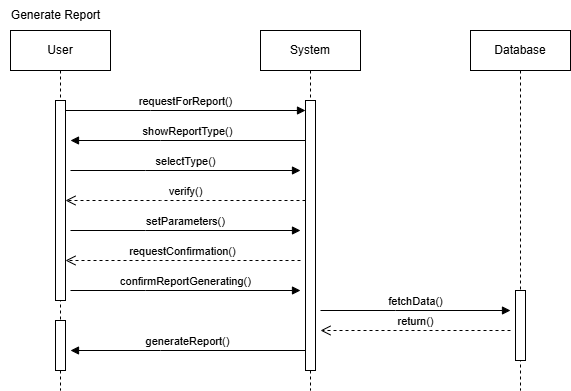 Generate Report
User
System
Database
requestForReport()
showReportType()
selectType()
verify()
setParameters()
requestConfirmation()
confirmReportGenerating()
fetchData()
return()
generateReport()